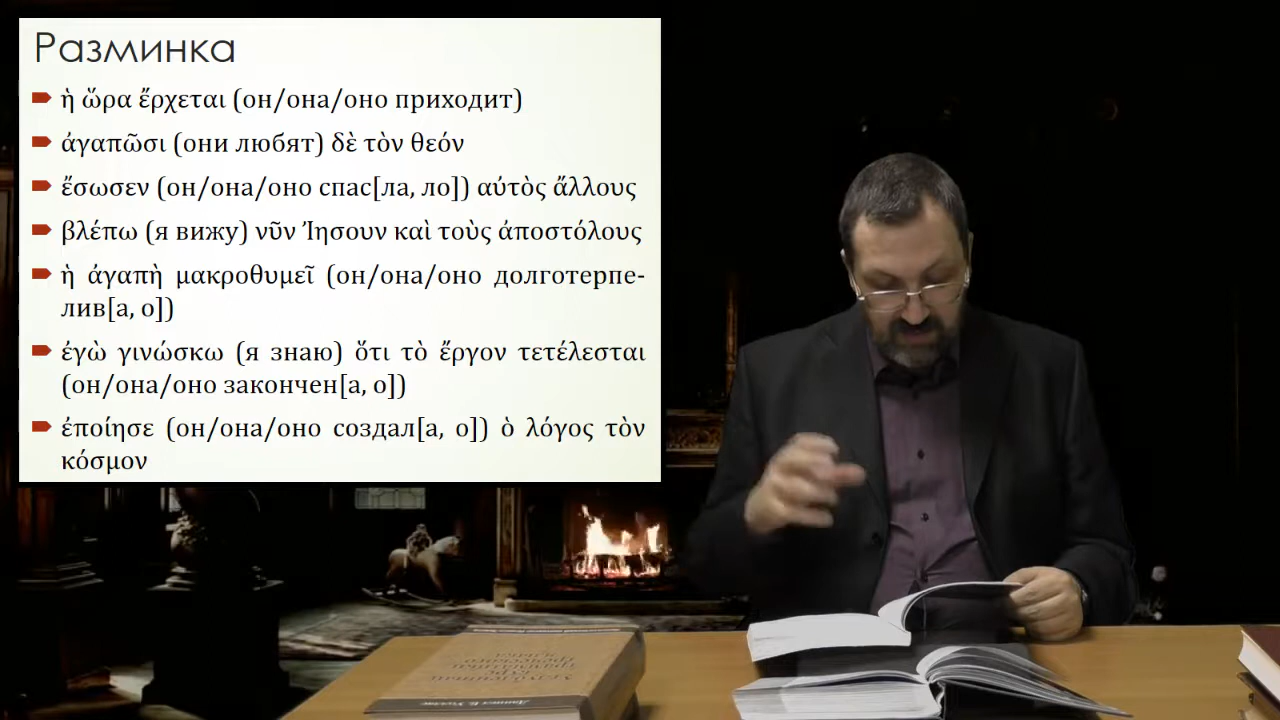 Разминка
ἡ ὥρα ἔρχεται (он/она/оно приходит)
ἀγαπῶσι (они любят) δὲ τὸν θεόν
ἔσωσεν (он/она/оно спас[ла, ло]) αύτὸς ἄλλους
βλέπω (я вижу) νῦν Ἰησουν καὶ τοὺς ἀποστόλους
ἡ ἀγαπὴ μακροθυμεῖ (он/она/оно долготерпе-
лив[а, о])
ἐγὼ γινώσκω (я знаю) ὅτι τὸ ἔργον τετέλεσται
(он/она/оно закончен[а, о])
ἐποίησε (он/она/оно создал[а, о]) ὁ λόγος τὸν
κόσμον